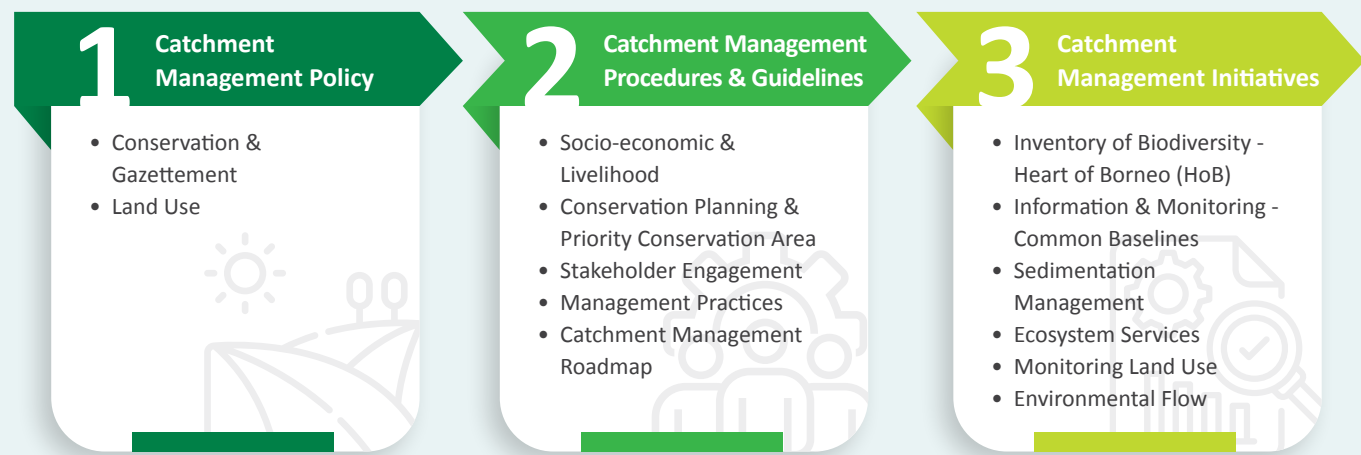 1
Catchment
Management Policy
• Conservation &
Gazettement
• Land Use
2
Catchment Management
Procedures & Guidelines
• Socio-economic &
Livelihood
• Conservation Planning &
Priority Conservation Area
• Stakeholder Engagement
• Management Practices
• Catchment Management
Roadmap
3
Catchment
Management Initiatives
• Inventory of Biodiversity -
Heart of Borneo (HoB)
• Information & Monitoring -
Common Baselines
• Sedimentation
Management
• Ecosystem Services
• Monitoring Land Use
• Environmental Flow